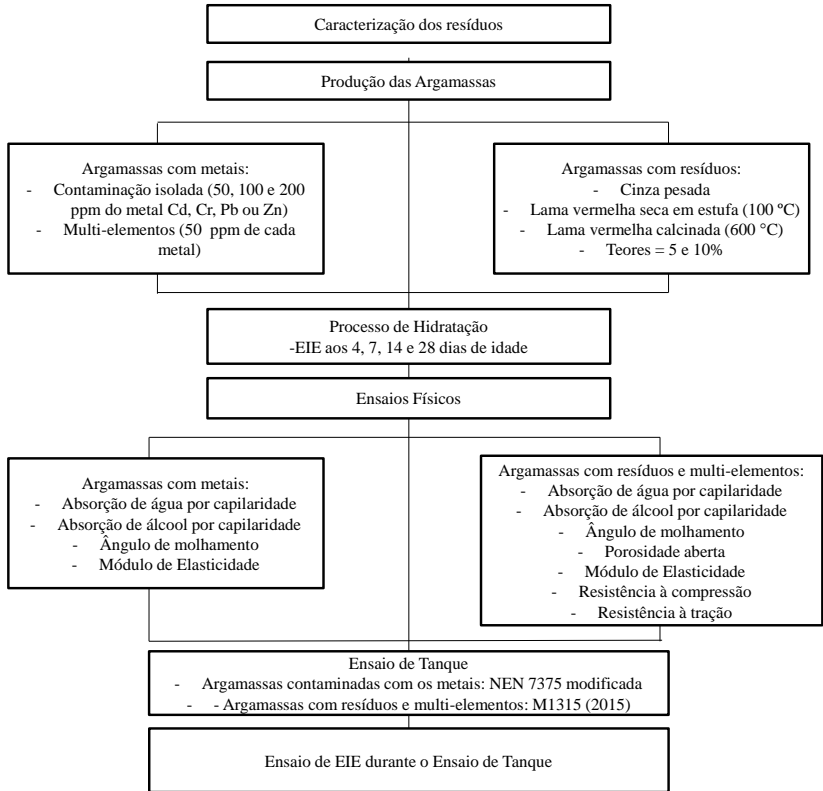 Caracterização dos resíduos
Produção das Argamassas
Argamassas com metais:
- Contaminação isolada (50, 100 e 200
ppm do metal Cd, Cr, Pb ou Zn)
- Multi-elementos (50 ppm de cada
metal)
Argamassas com resíduos:
- Cinza pesada
- Lama vermelha seca em estufa (100 ºC)
- Lama vermelha calcinada (600 °C)
- Teores = 5 e 10%
Processo de Hidratação
-EIE aos 4, 7, 14 e 28 dias de idade
Ensaios Físicos
Argamassas com metais:
- Absorção de água por capilaridade
- Absorção de álcool por capilaridade
- Ângulo de molhamento
- Módulo de Elasticidade
Argamassas com resíduos e multi-elementos:
- Absorção de água por capilaridade
- Absorção de álcool por capilaridade
- Ângulo de molhamento
- Porosidade aberta
- Módulo de Elasticidade
- Resistência à compressão
- Resistência à tração
Ensaio de Tanque
- Argamassas contaminadas com os metais: NEN 7375 modificada
- - Argamassas com resíduos e multi-elementos: M1315 (2015)
Ensaio de EIE durante o Ensaio de Tanque